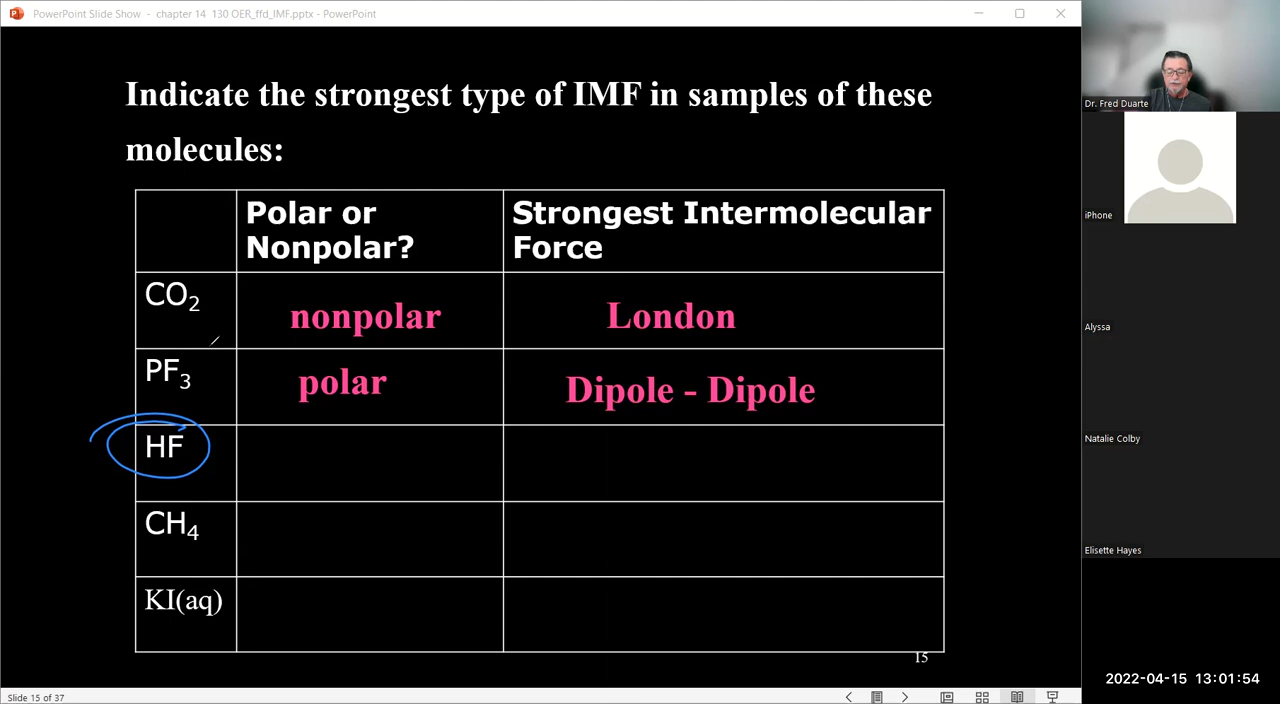 PowerPoint Slide Show - chapter 14 130 OER_ffd_IMF.pptx - PowerPoint
Indicate the strongest type of IMF in samples of these
molecules:
Polar or
Nonpolar?
Strongest Intermolecular
Force
CO₂
nonpolar
London
PF₃
polar
Dipole - Dipole
HF
CH₄
KI(aq)
15
Slide 15 of 37
Dr. Fred Duarte
iPhone
Alyssa
Natalie Colby
Elisette Hayes
2022-04-15 13:01:54